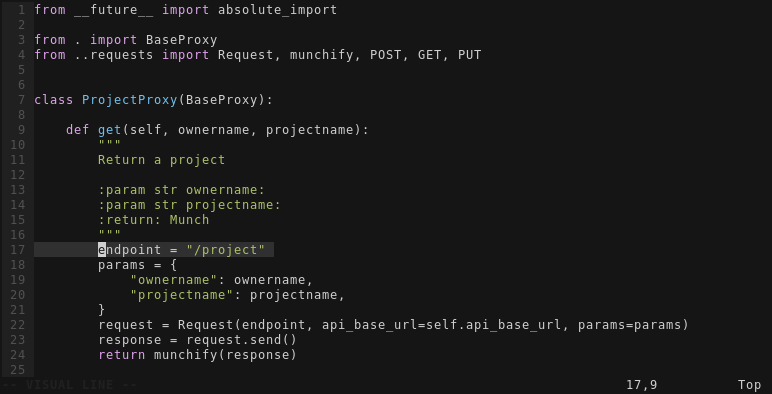 1 from __future__ import absolute_import
2
3 from . import BaseProxy
4 from ..requests import Request, munchify, POST, GET, PUT
5
6
7 class ProjectProxy(BaseProxy):
8
9     def get(self, ownername, projectname):
10         """
11         Return a project
12
13         :param str ownername:
14         :param str projectname:
15         :return: Munch
16         """
17         endpoint = "/project"
18         params = {
19             "ownername": ownername,
20             "projectname": projectname,
21         }
22         request = Request(endpoint, api_base_url=self.api_base_url, params=params)
23         response = request.send()
24         return munchify(response)
25
-- VISUAL LINE -- 17,9 Top